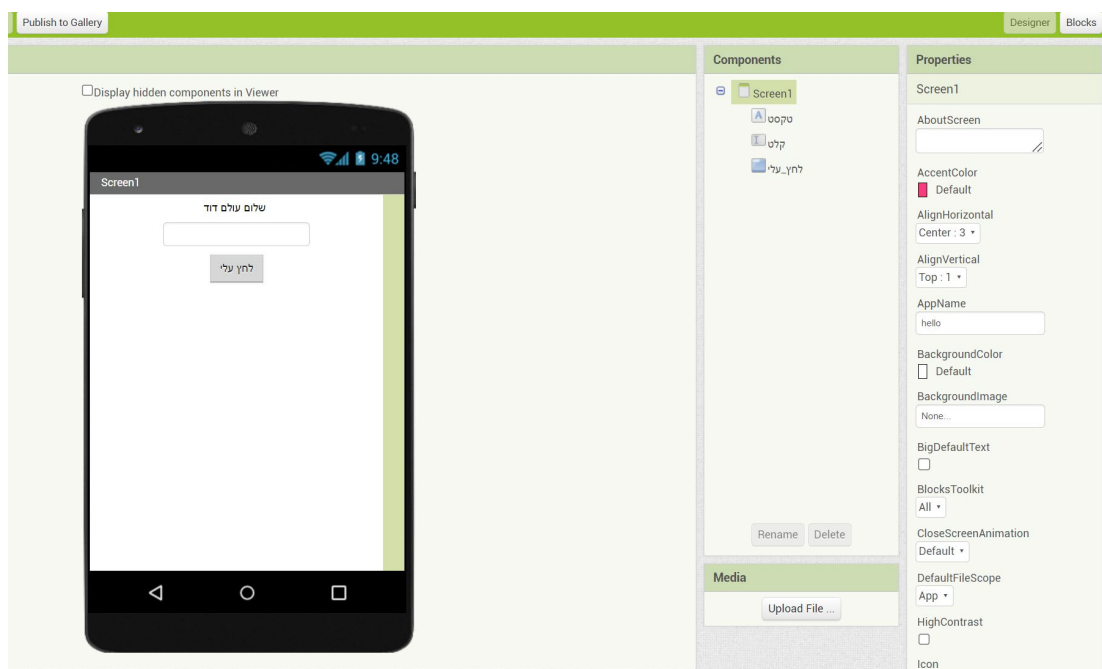 Publish to Gallery
Designer
Blocks
Display hidden components in Viewer
9:48
Screen1
שלום עולם דוד
לחץ עלי
Components
Screen1
טקסט
קלט
לחץ_עלי
Rename
Delete
Media
Upload File ...
Properties
Screen1
AboutScreen
AccentColor
Default
AlignHorizontal
Center : 3
AlignVertical
Top : 1
AppName
hello
BackgroundColor
Default
BackgroundImage
None...
BigDefaultText
BlocksToolkit
All
CloseScreenAnimation
Default
DefaultFileScope
App
HighContrast
Icon